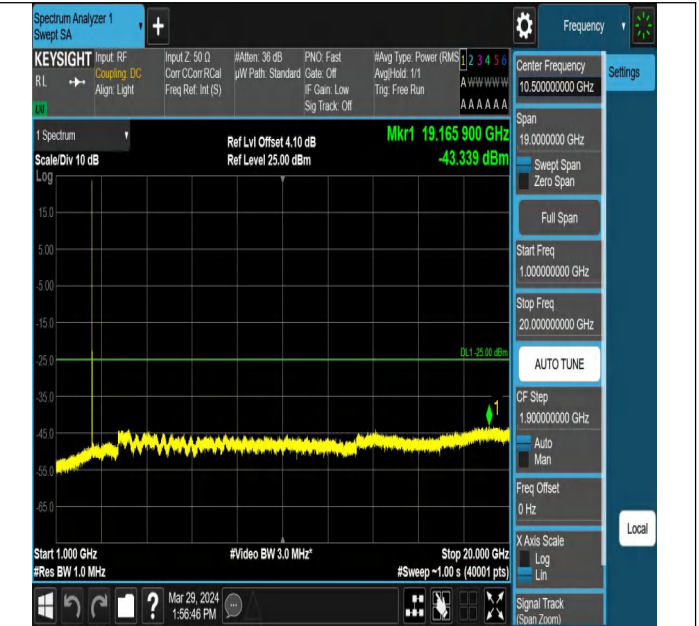 Spectrum Analyzer 1
Swept SA
Frequency
KEYSIGHT
RL
LXI
Input: RF
Coupling: DC
Align: Light
Input Z: 50 Ω
Corr CCorr RCal
Freq Ref: Int (S)
#Atten: 36 dB
µW Path: Standard
PNO: Fast
Gate: Off
IF Gain: Low
Sig Track: Off
#Avg Type: Power (RMS
Avg|Hold: 1/1
Trig: Free Run
1 2 3 4 5 6
A W W W W W
A A A A A A
1 Spectrum
Scale/Div 10 dB
Log
Ref Lvl Offset 4.10 dB
Ref Level 25.00 dBm
Mkr1 19.165 900 GHz
-43.339 dBm
15.0
5.00
-5.00
-15.0
-25.0
-35.0
-45.0
-55.0
-65.0
DL1 -25.00 dBm
1
Start 1.000 GHz
#Res BW 1.0 MHz
#Video BW 3.0 MHz*
Stop 20.000 GHz
#Sweep ~1.00 s (40001 pts)
?
Mar 29, 2024
1:56:46 PM
Center Frequency
10.500000000 GHz
Settings
Span
19.0000000 GHz
Swept Span
Zero Span
Full Span
Start Freq
1.000000000 GHz
Stop Freq
20.000000000 GHz
AUTO TUNE
CF Step
1.900000000 GHz
Auto
Man
Freq Offset
0 Hz
X Axis Scale
Log
Lin
Local
Signal Track
(Span Zoom)